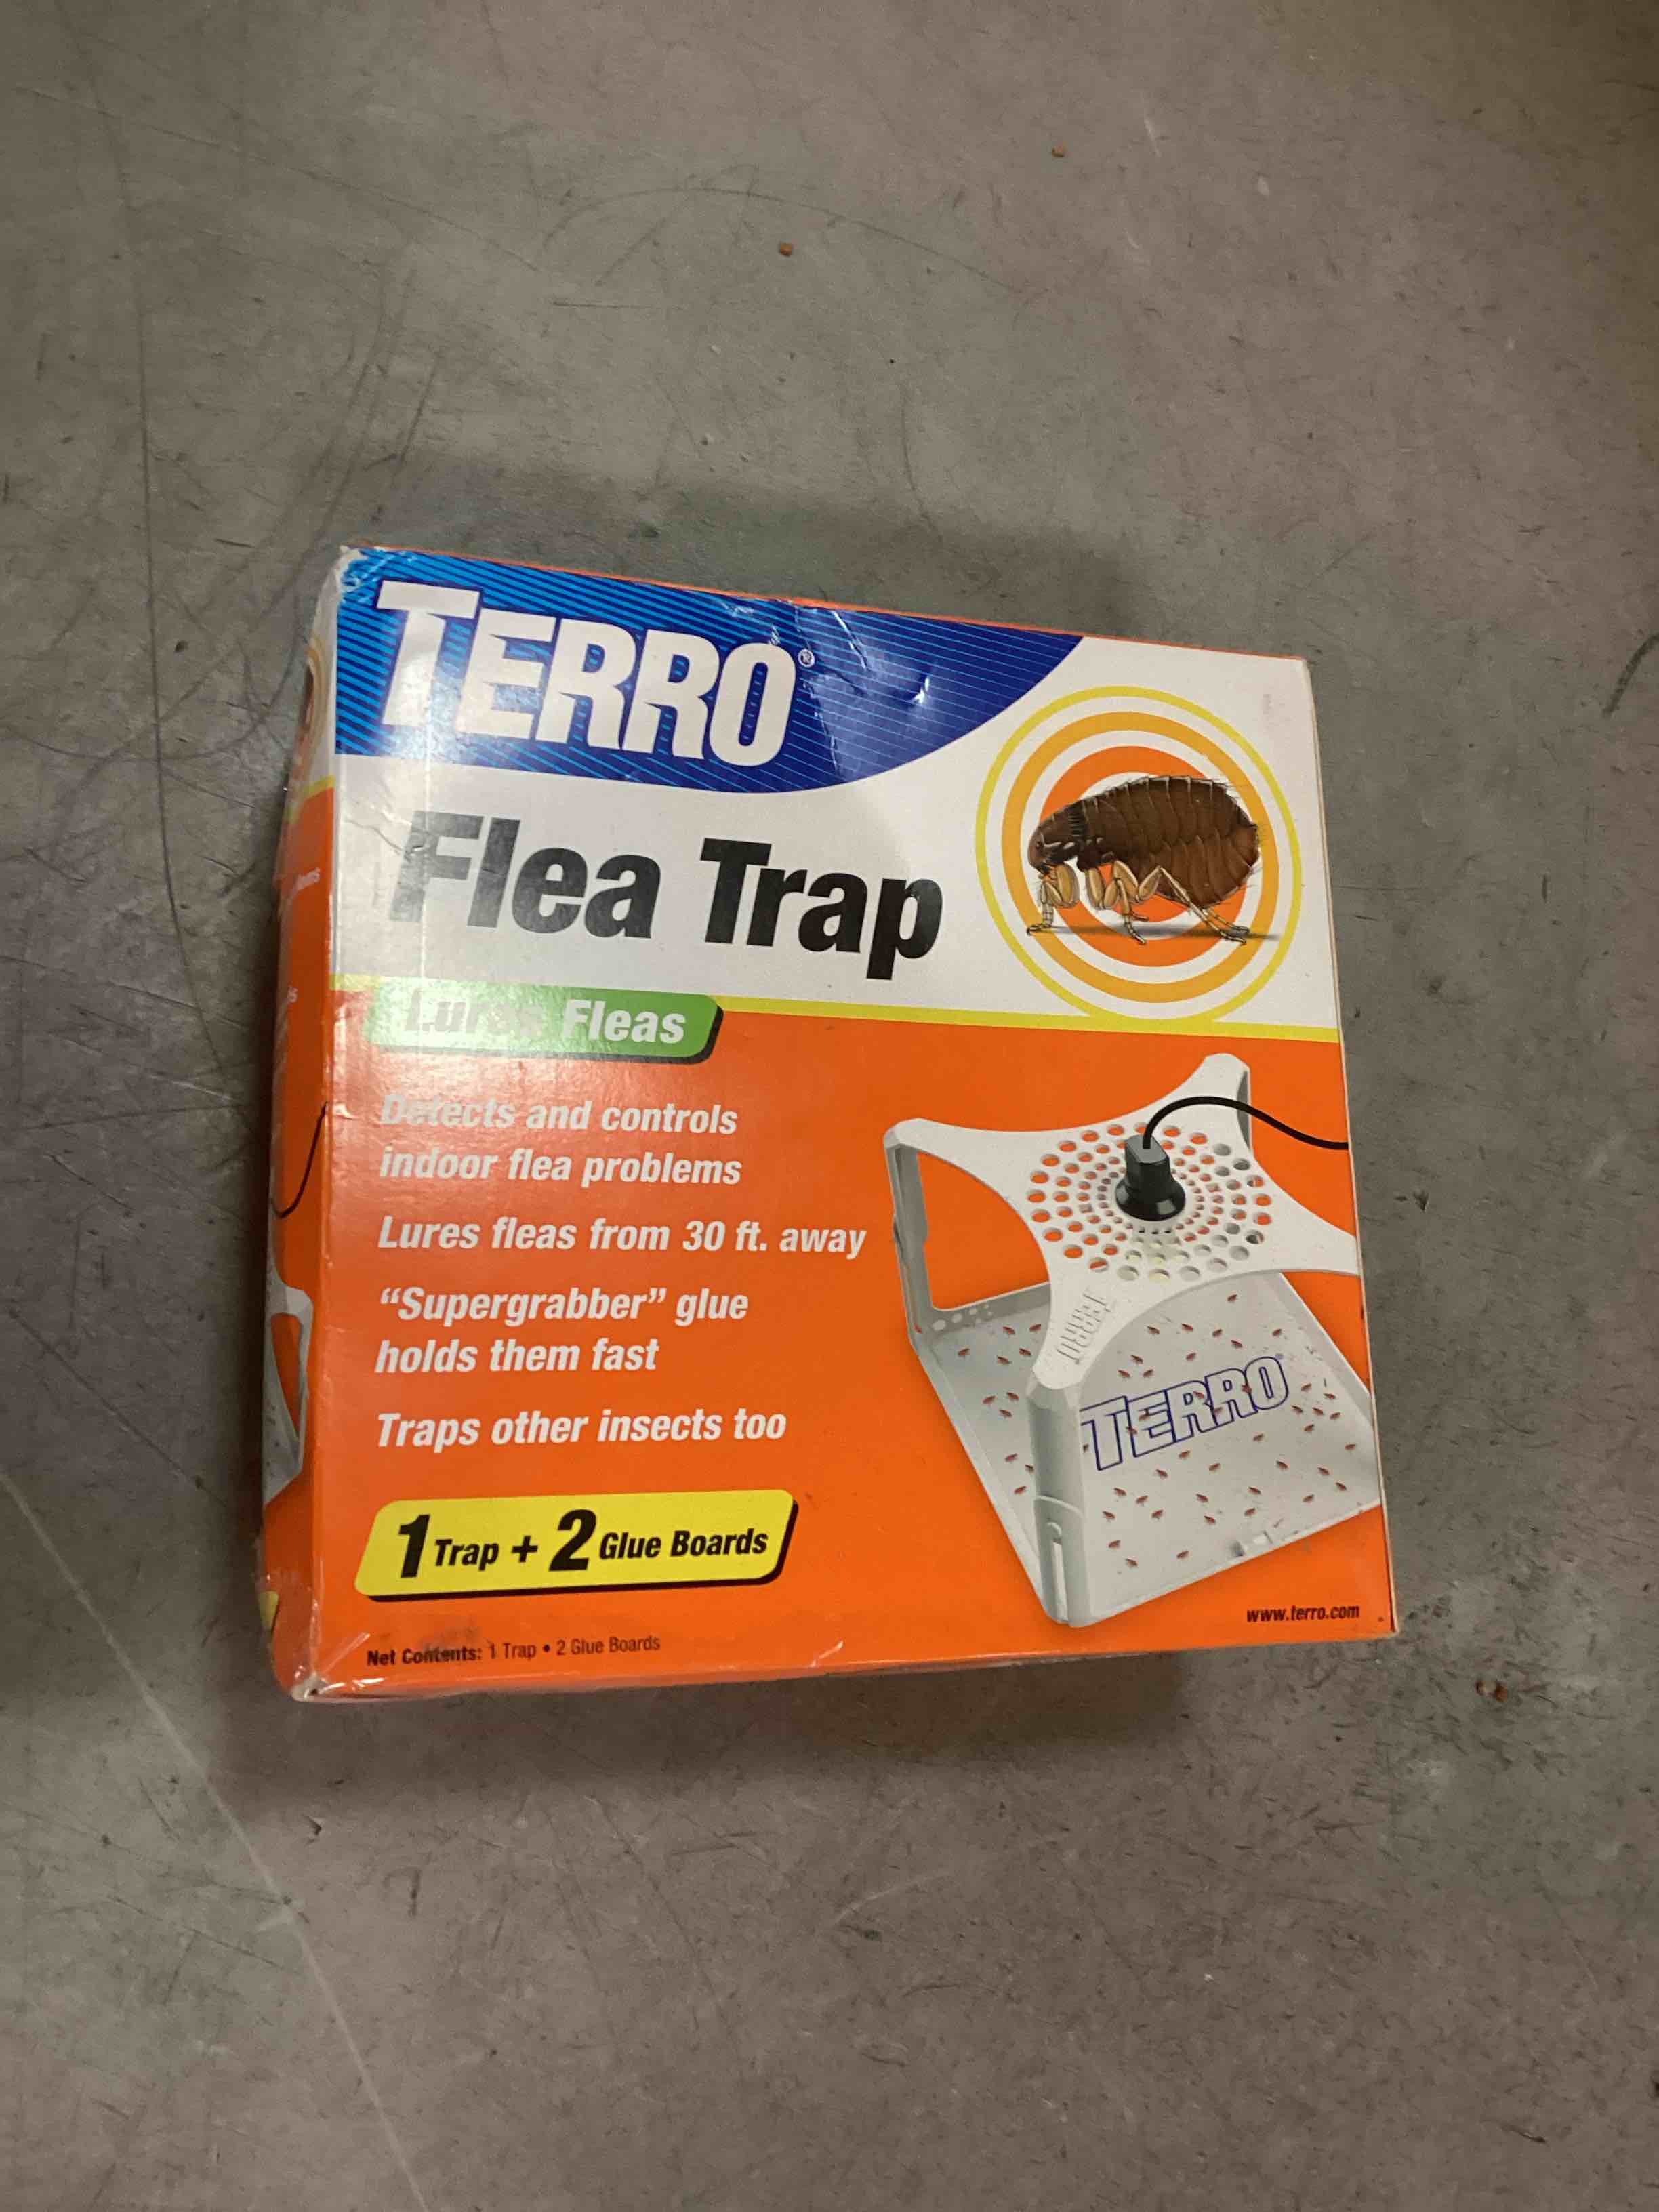 TERRO®
Flea Trap
Lures Fleas
Detects and controls
indoor flea problems
Lures fleas from 30 ft. away
“Supergrabber” glue
holds them fast
Traps other insects too
1 Trap + 2 Glue Boards
Net Contents: 1 Trap • 2 Glue Boards
TERRO
TERRO
www.terro.com